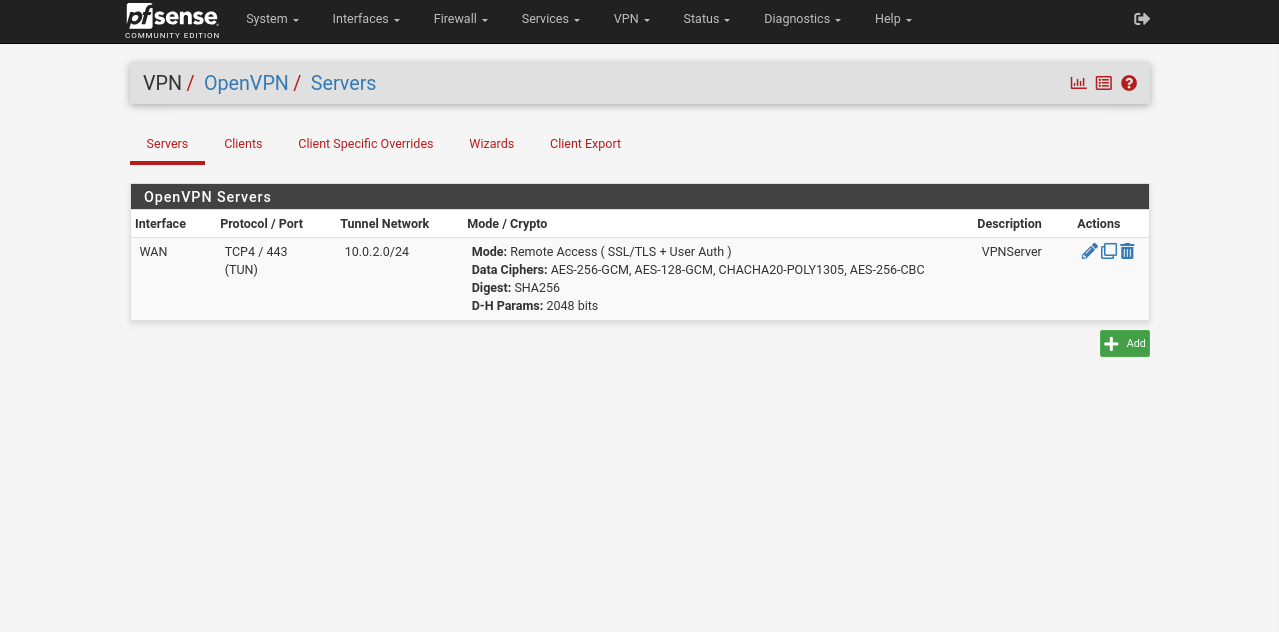 pfsense
COMMUNITY EDITION
System Interfaces Firewall Services VPN Status Diagnostics Help
VPN / OpenVPN / Servers
Servers Clients Client Specific Overrides Wizards Client Export
OpenVPN Servers
Interface Protocol / Port Tunnel Network Mode / Crypto Description Actions
WAN TCP4 / 443 10.0.2.0/24 Mode: Remote Access ( SSL/TLS + User Auth ) VPNServer
(TUN) Data Ciphers: AES-256-GCM, AES-128-GCM, CHACHA20-POLY1305, AES-256-CBC
Digest: SHA256
D-H Params: 2048 bits
Add